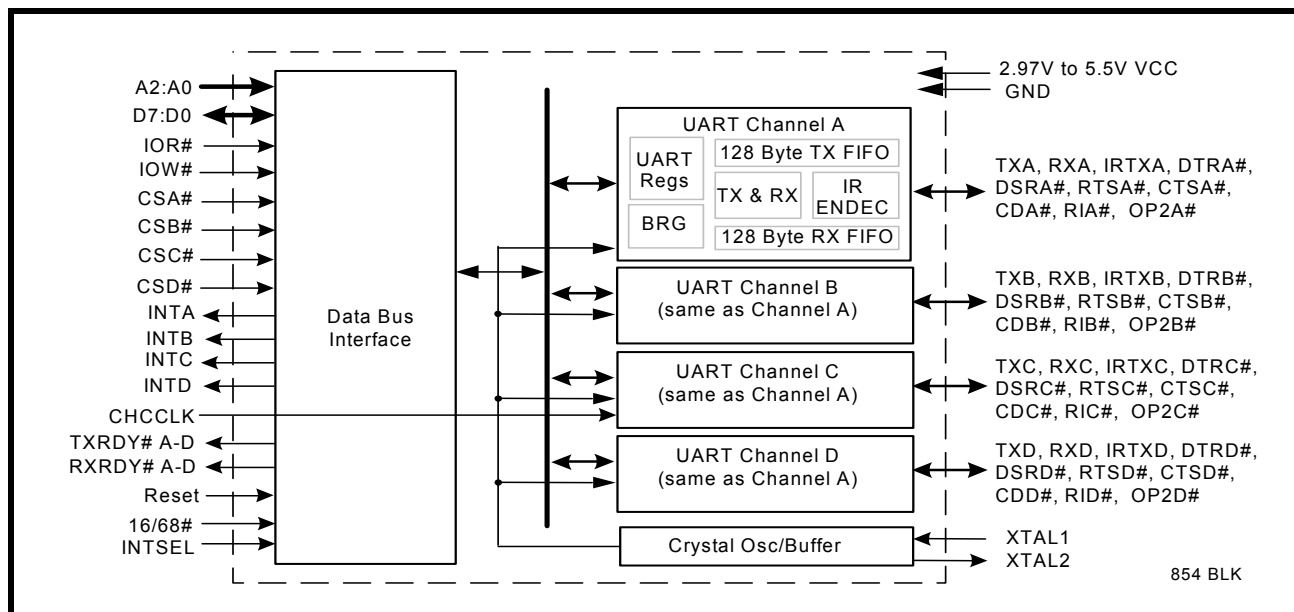 A2:A0
D7:D0
IOR#
IOW#
CSA#
CSB#
CSC#
CSD#
INTA
INTB
INTC
INTD
CHCCLK
TXRDY# A-D
RXRDY# A-D
Reset
16/68#
INTSEL
Data Bus
Interface
2.97V to 5.5V VCC
GND
UART Channel A
UART
Regs
128 Byte TX FIFO
TX & RX
IR
ENDEC
BRG
128 Byte RX FIFO
TXA, RXA, IRTXA, DTRA#,
DSRA#, RTSA#, CTSA#,
CDA#, RIA#, OP2A#
UART Channel B
(same as Channel A)
TXB, RXB, IRTXB, DTRB#,
DSRB#, RTSB#, CTSB#,
CDB#, RIB#, OP2B#
UART Channel C
(same as Channel A)
TXC, RXC, IRTXC, DTRC#,
DSRC#, RTSC#, CTSC#,
CDC#, RIC#, OP2C#
UART Channel D
(same as Channel A)
TXD, RXD, IRTXD, DTRD#,
DSRD#, RTSD#, CTSD#,
CDD#, RID#, OP2D#
Crystal Osc/Buffer
XTAL1
XTAL2
854 BLK